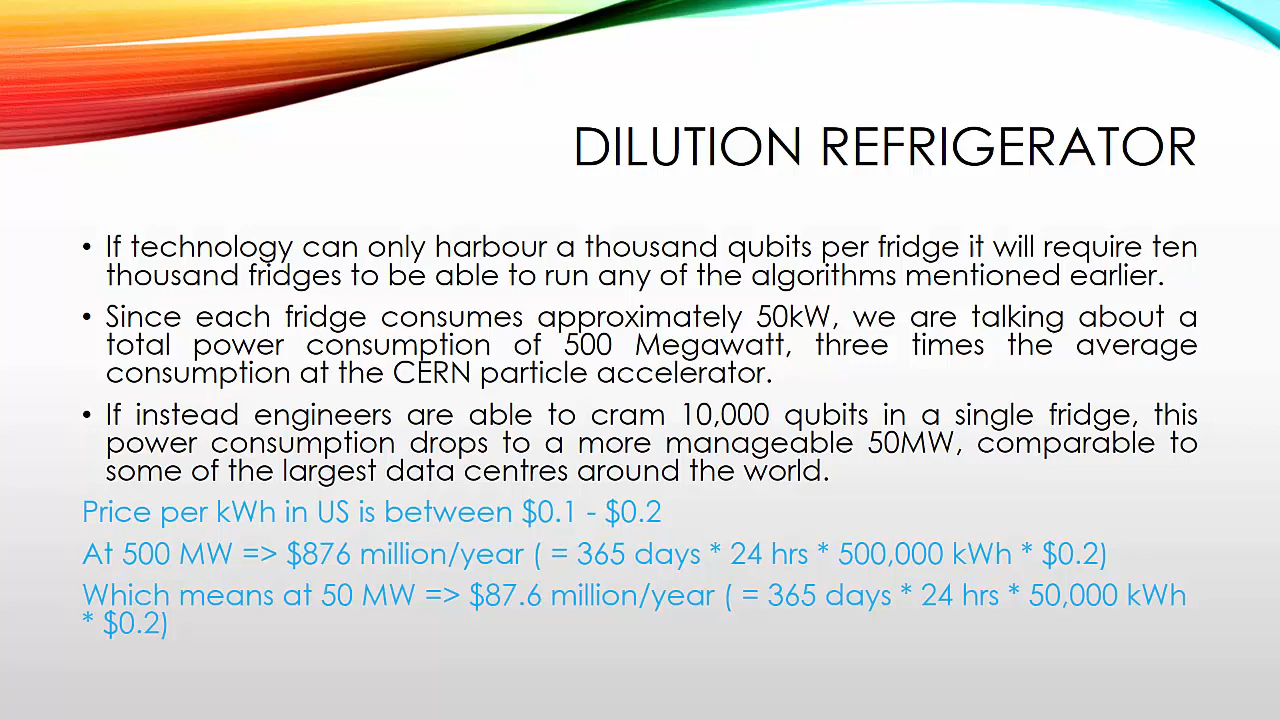 DILUTION REFRIGERATOR
• If technology can only harbour a thousand qubits per fridge it will require ten
thousand fridges to be able to run any of the algorithms mentioned earlier.
• Since each fridge consumes approximately 50kW, we are talking about a
total power consumption of 500 Megawatt, three times the average
consumption at the CERN particle accelerator.
• If instead engineers are able to cram 10,000 qubits in a single fridge, this
power consumption drops to a more manageable 50MW, comparable to
some of the largest data centres around the world.
Price per kWh in US is between $0.1 - $0.2
At 500 MW => $876 million/year ( = 365 days * 24 hrs * 500,000 kWh * $0.2)
Which means at 50 MW => $87.6 million/year ( = 365 days * 24 hrs * 50,000 kWh
* $0.2)